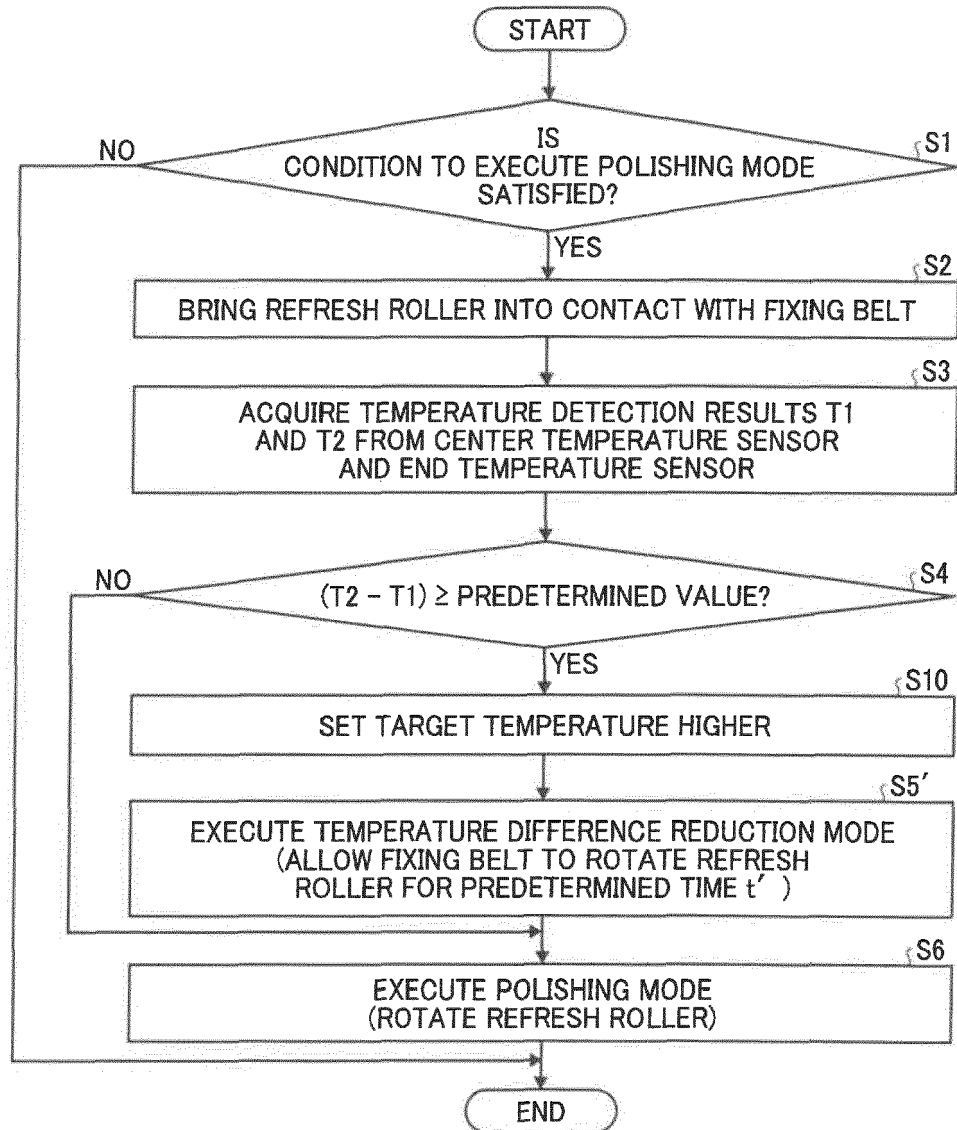 START
IS
CONDITION TO EXECUTE POLISHING MODE
SATISFIED?
S1
NO
YES
S2
BRING REFRESH ROLLER INTO CONTACT WITH FIXING BELT
S3
ACQUIRE TEMPERATURE DETECTION RESULTS T1
AND T2 FROM CENTER TEMPERATURE SENSOR
AND END TEMPERATURE SENSOR
S4
NO
(T2 - T1) ≥ PREDETERMINED VALUE?
YES
S10
SET TARGET TEMPERATURE HIGHER
S5′
EXECUTE TEMPERATURE DIFFERENCE REDUCTION MODE
(ALLOW FIXING BELT TO ROTATE REFRESH
ROLLER FOR PREDETERMINED TIME t′ )
S6
EXECUTE POLISHING MODE
(ROTATE REFRESH ROLLER)
END